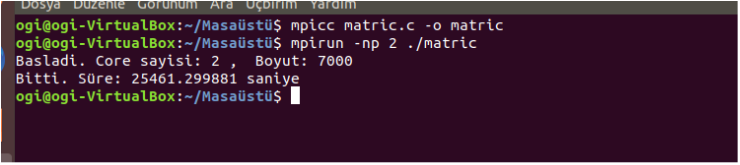 Dosya Düzenle Görünüm Ara Uçbirim Yardım
ogi@ogi-VirtualBox:~/Masaüstü$ mpicc matric.c -o matric
ogi@ogi-VirtualBox:~/Masaüstü$ mpirun -np 2 ./matric
Basladi. Core sayisi: 2 ,  Boyut: 7000
Bitti. Süre: 25461.299881 saniye
ogi@ogi-VirtualBox:~/Masaüstü$